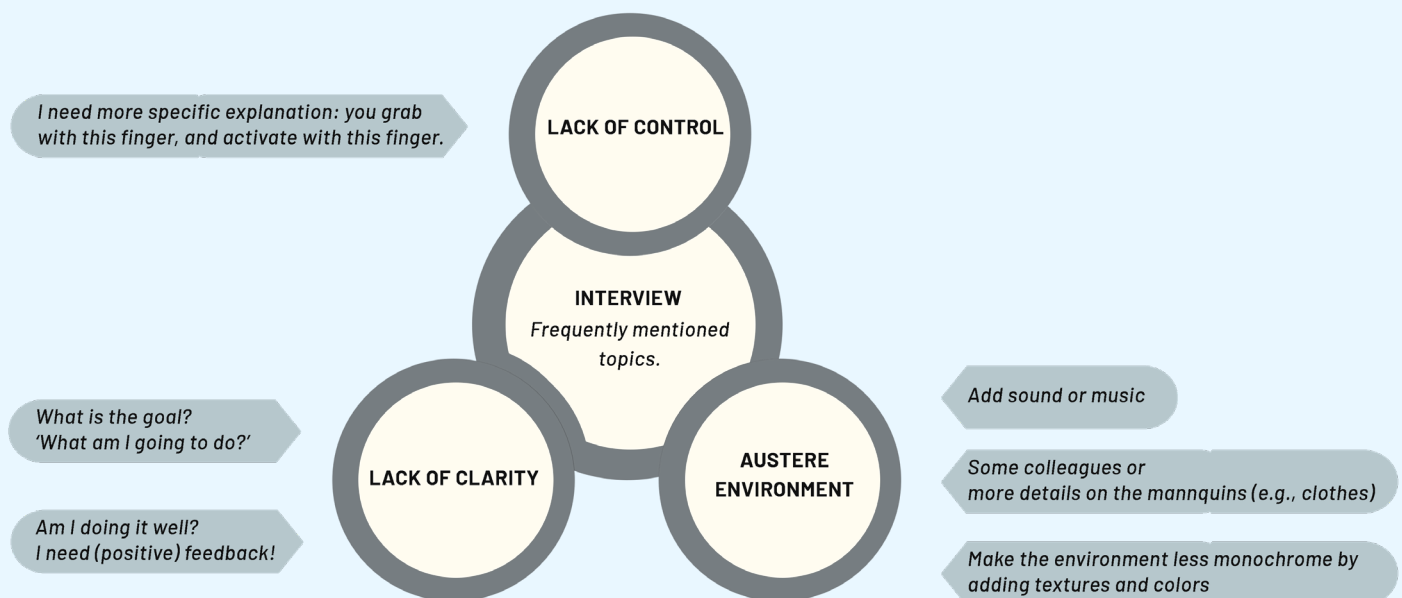 I need more specific explanation: you grab
with this finger, and activate with this finger.
LACK OF CONTROL
INTERVIEW
Frequently mentioned
topics.
What is the goal?
‘What am I going to do?’
Am I doing it well?
I need (positive) feedback!
LACK OF CLARITY
AUSTERE
ENVIRONMENT
Add sound or music
Some colleagues or
more details on the mannquins (e.g., clothes)
Make the environment less monochrome by
adding textures and colors